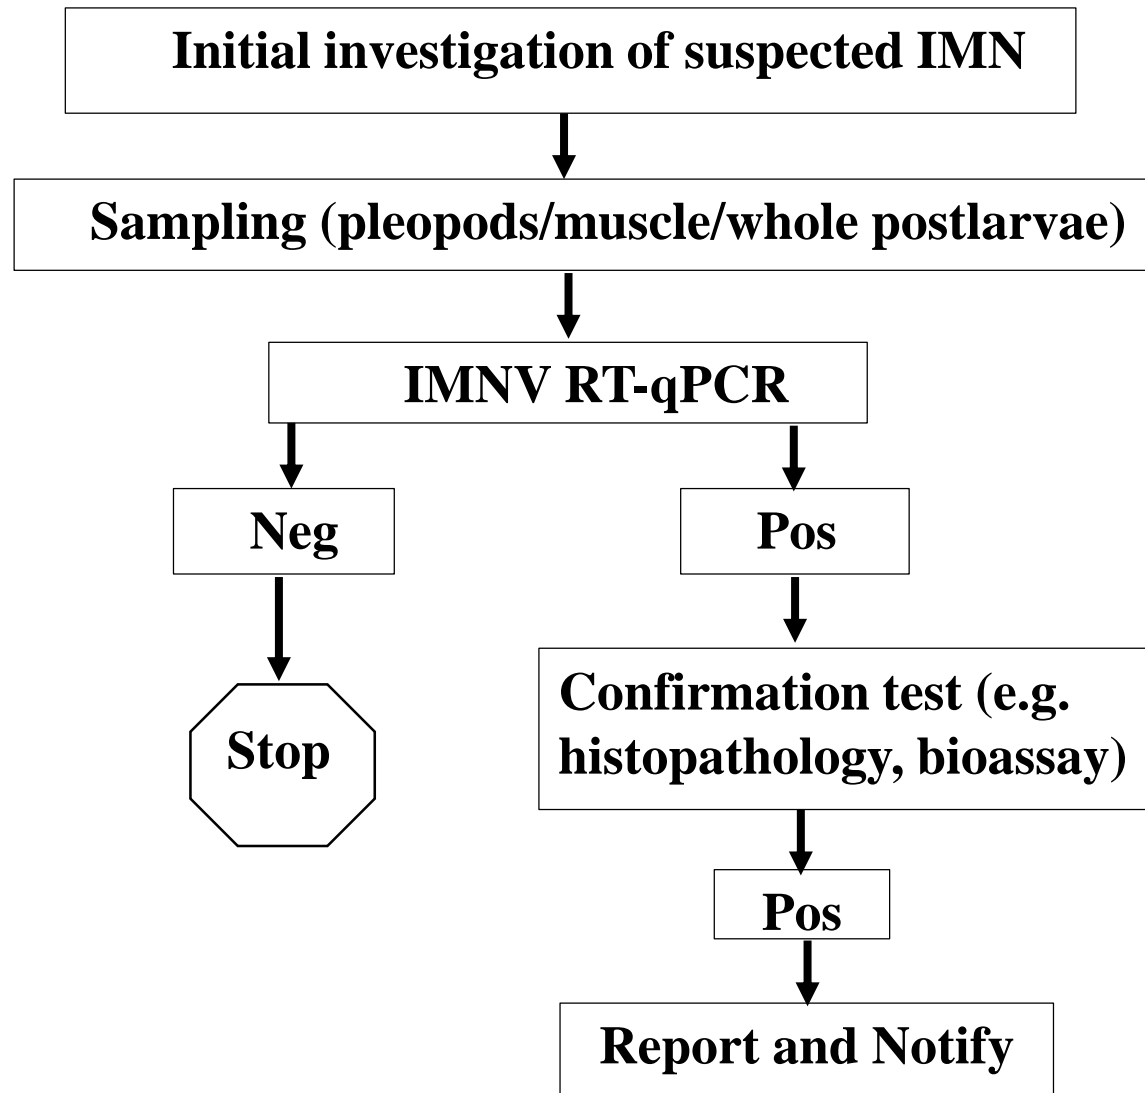 Initial investigation of suspected IMN
Sampling (pleopods/muscle/whole postlarvae)
IMNV RT-qPCR
Neg
Pos
Stop
Confirmation test (e.g.
histopathology, bioassay)
Pos
Report and Notify